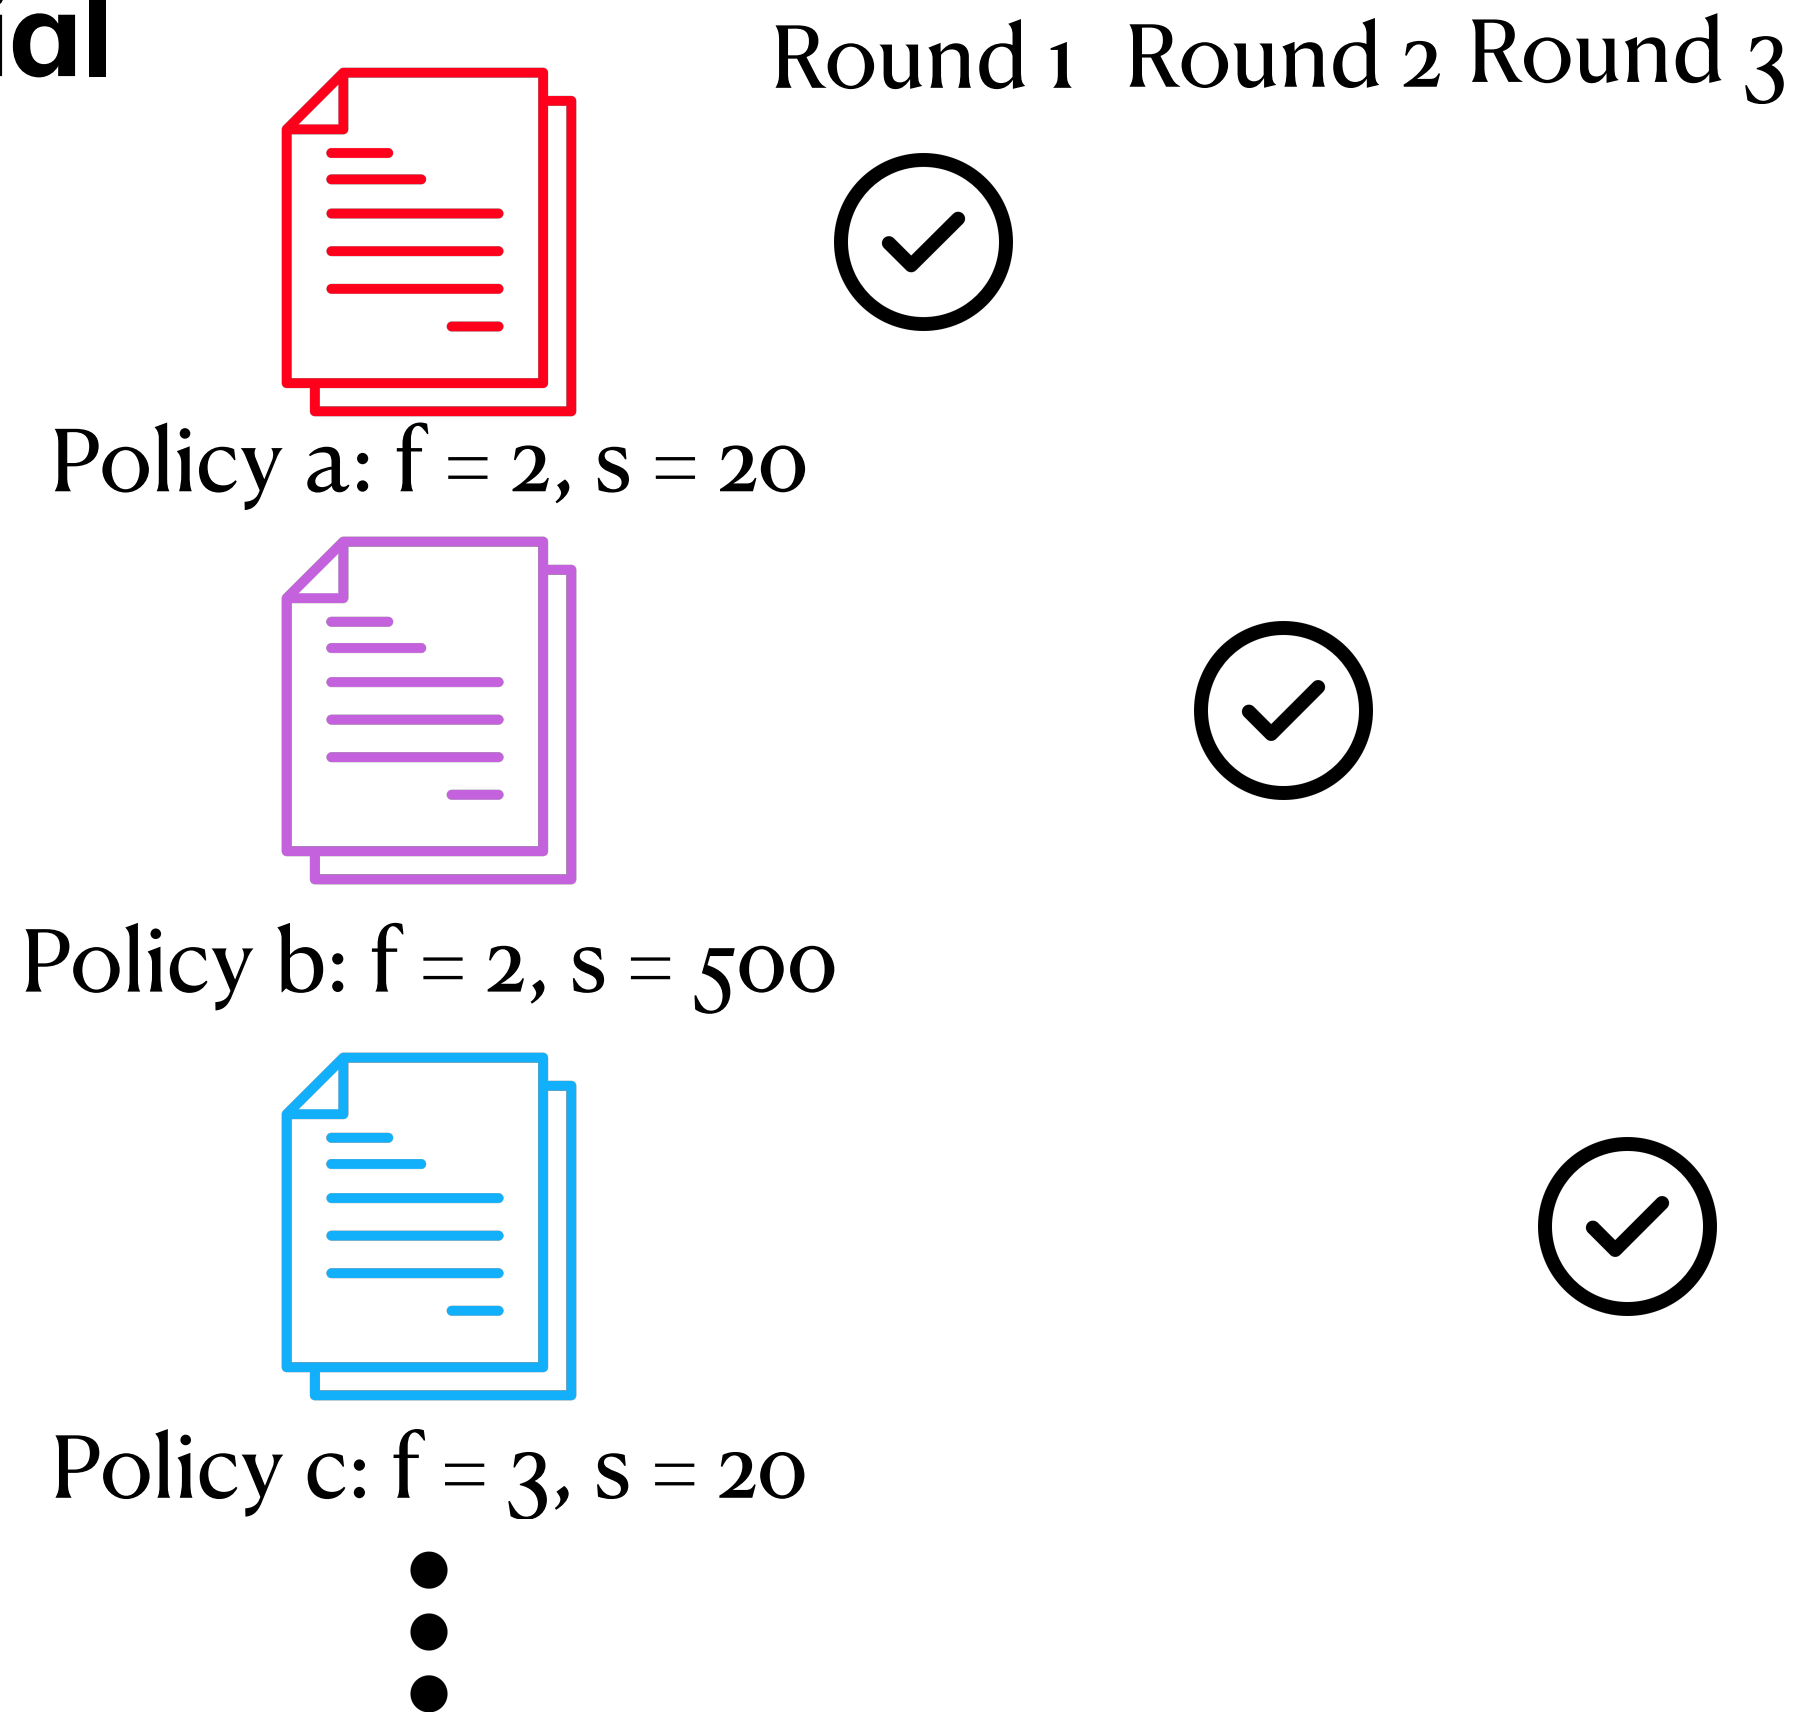 ial
Round 1 Round 2 Round 3
Policy a: f = 2, s = 20
Policy b: f = 2, s = 500
Policy c: f = 3, s = 20